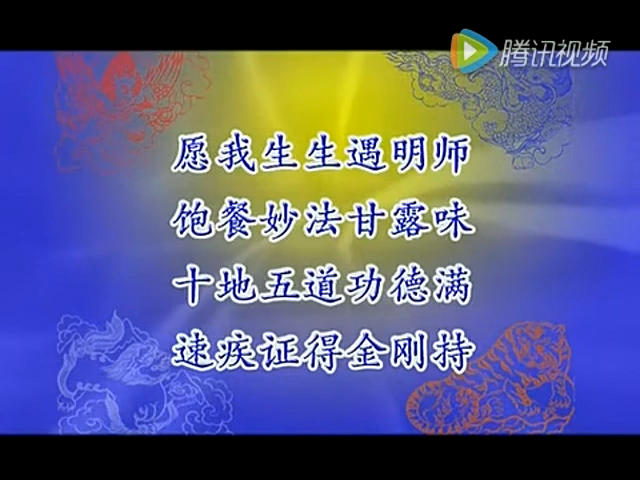 腾讯视频
愿我生生遇明师
饱餐妙法甘露味
十地五道功德满
速疾证得金刚持